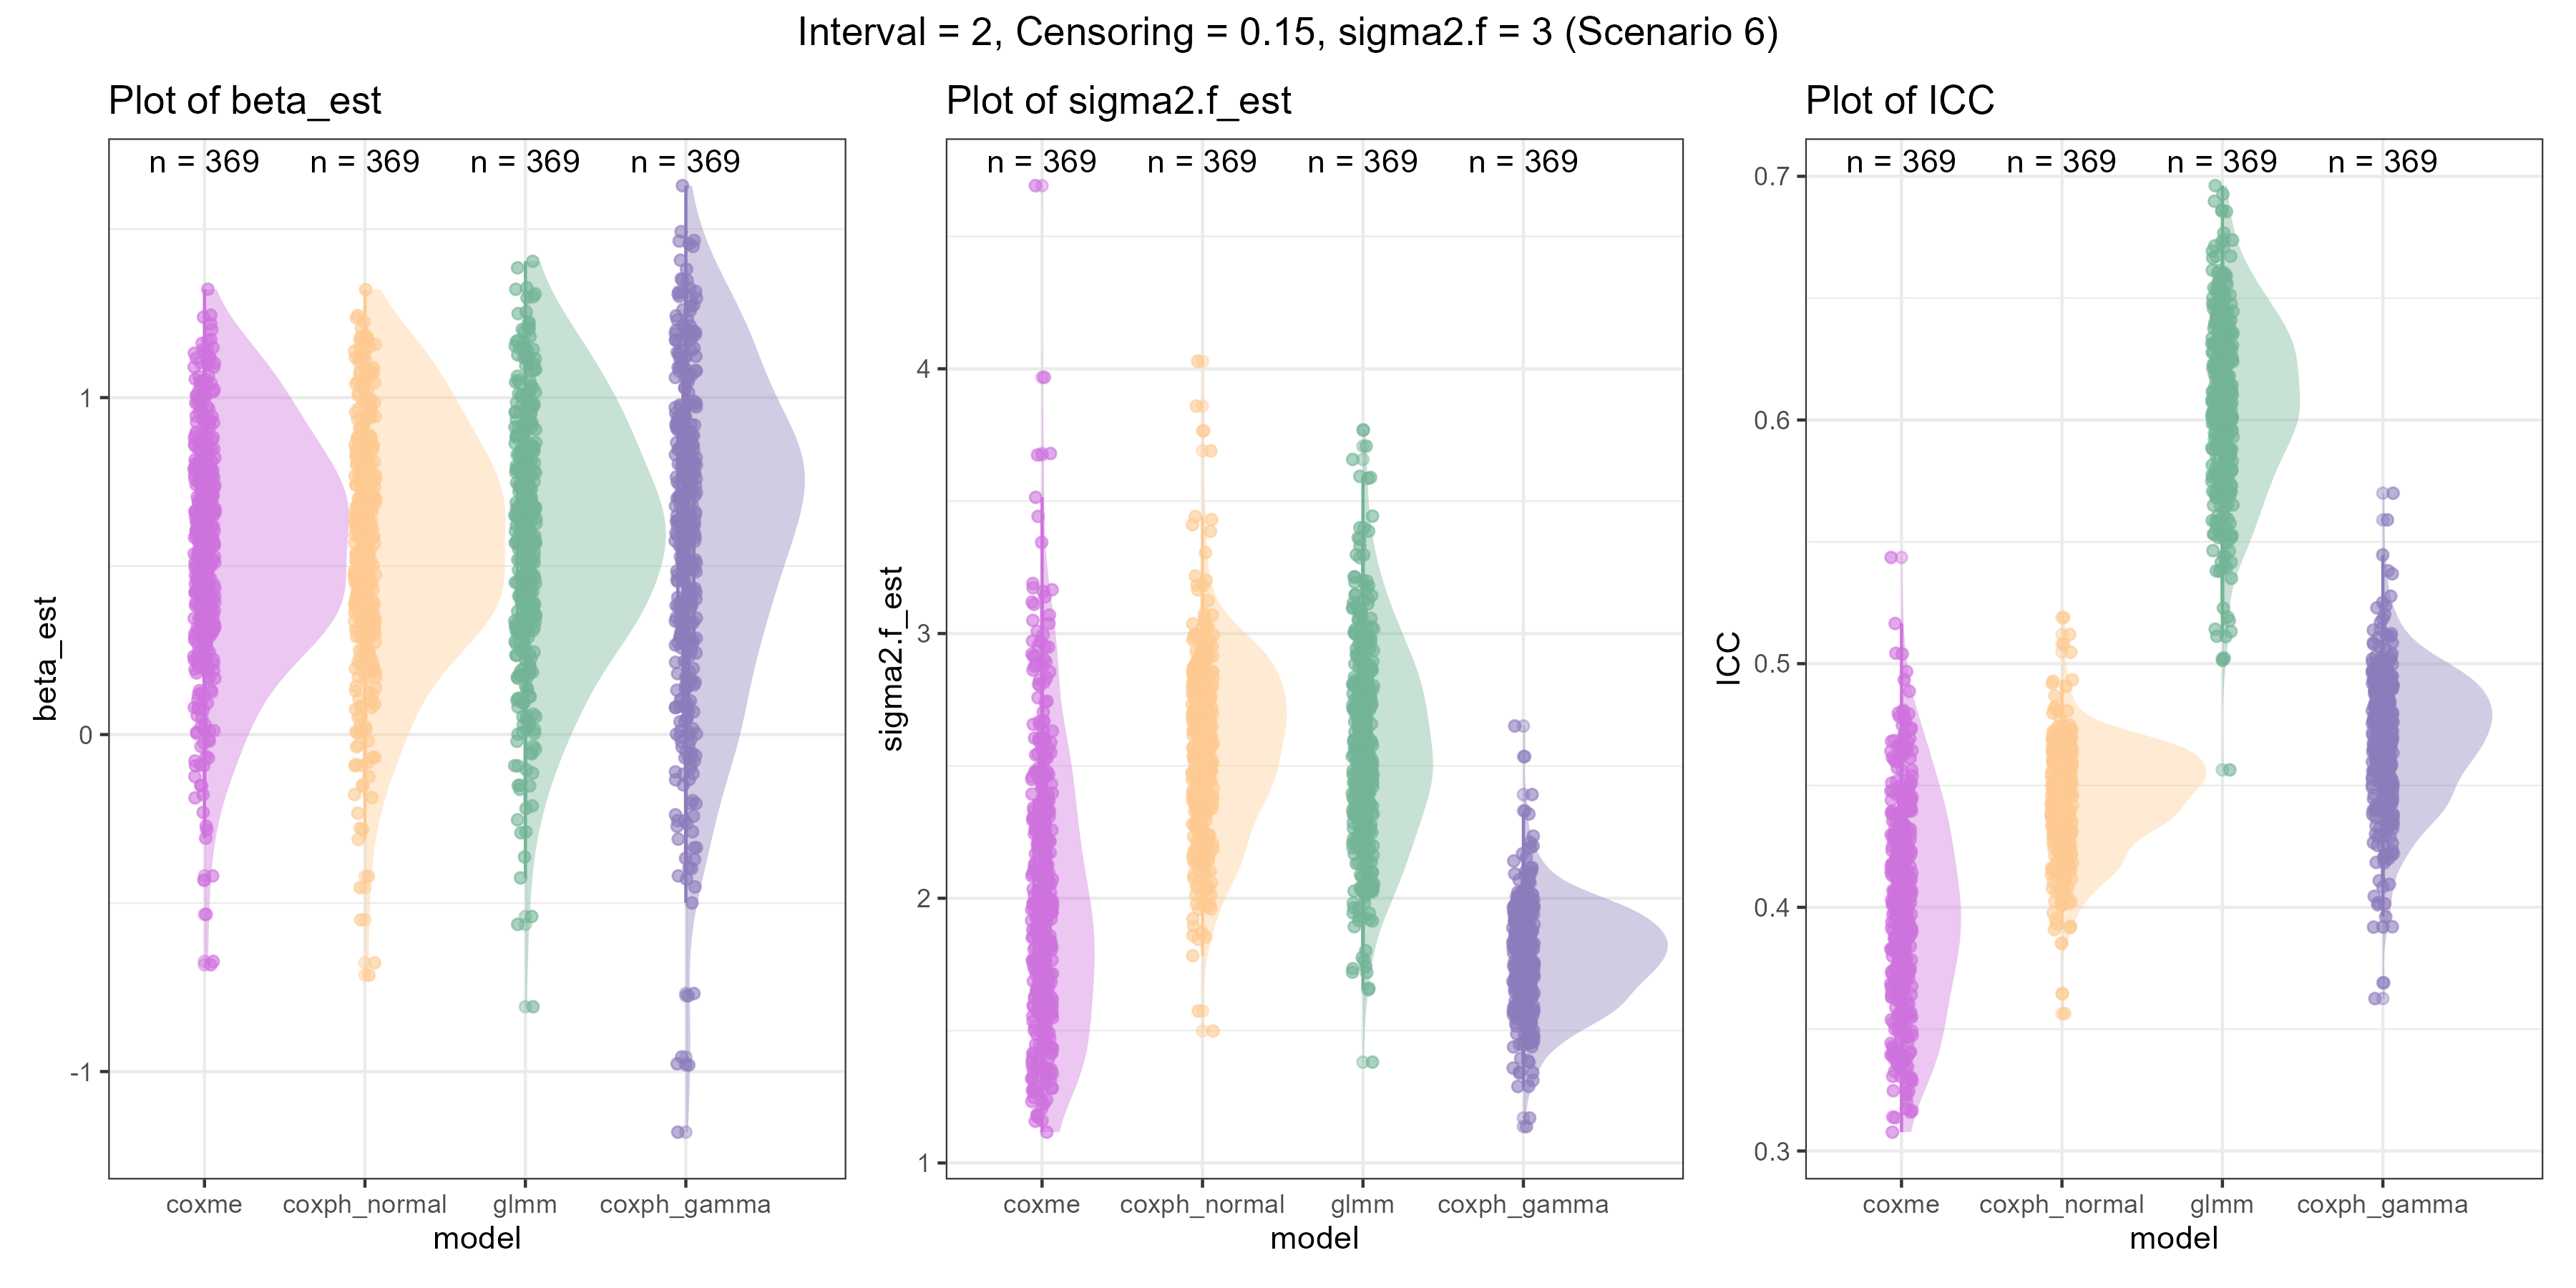 Interval = 2, Censoring = 0.15, sigma2.f = 3 (Scenario 6)
Plot of beta_est
n = 369 n = 369 n = 369 n = 369
1
0
-1
beta_est
coxme coxph_normal glmm coxph_gamma
model
Plot of sigma2.f_est
n = 369 n = 369 n = 369 n = 369
4
3
2
1
sigma2.f_est
coxme coxph_normal glmm coxph_gamma
model
Plot of ICC
n = 369 n = 369 n = 369 n = 369
0.7
0.6
0.5
0.4
0.3
ICC
coxme coxph_normal glmm coxph_gamma
model